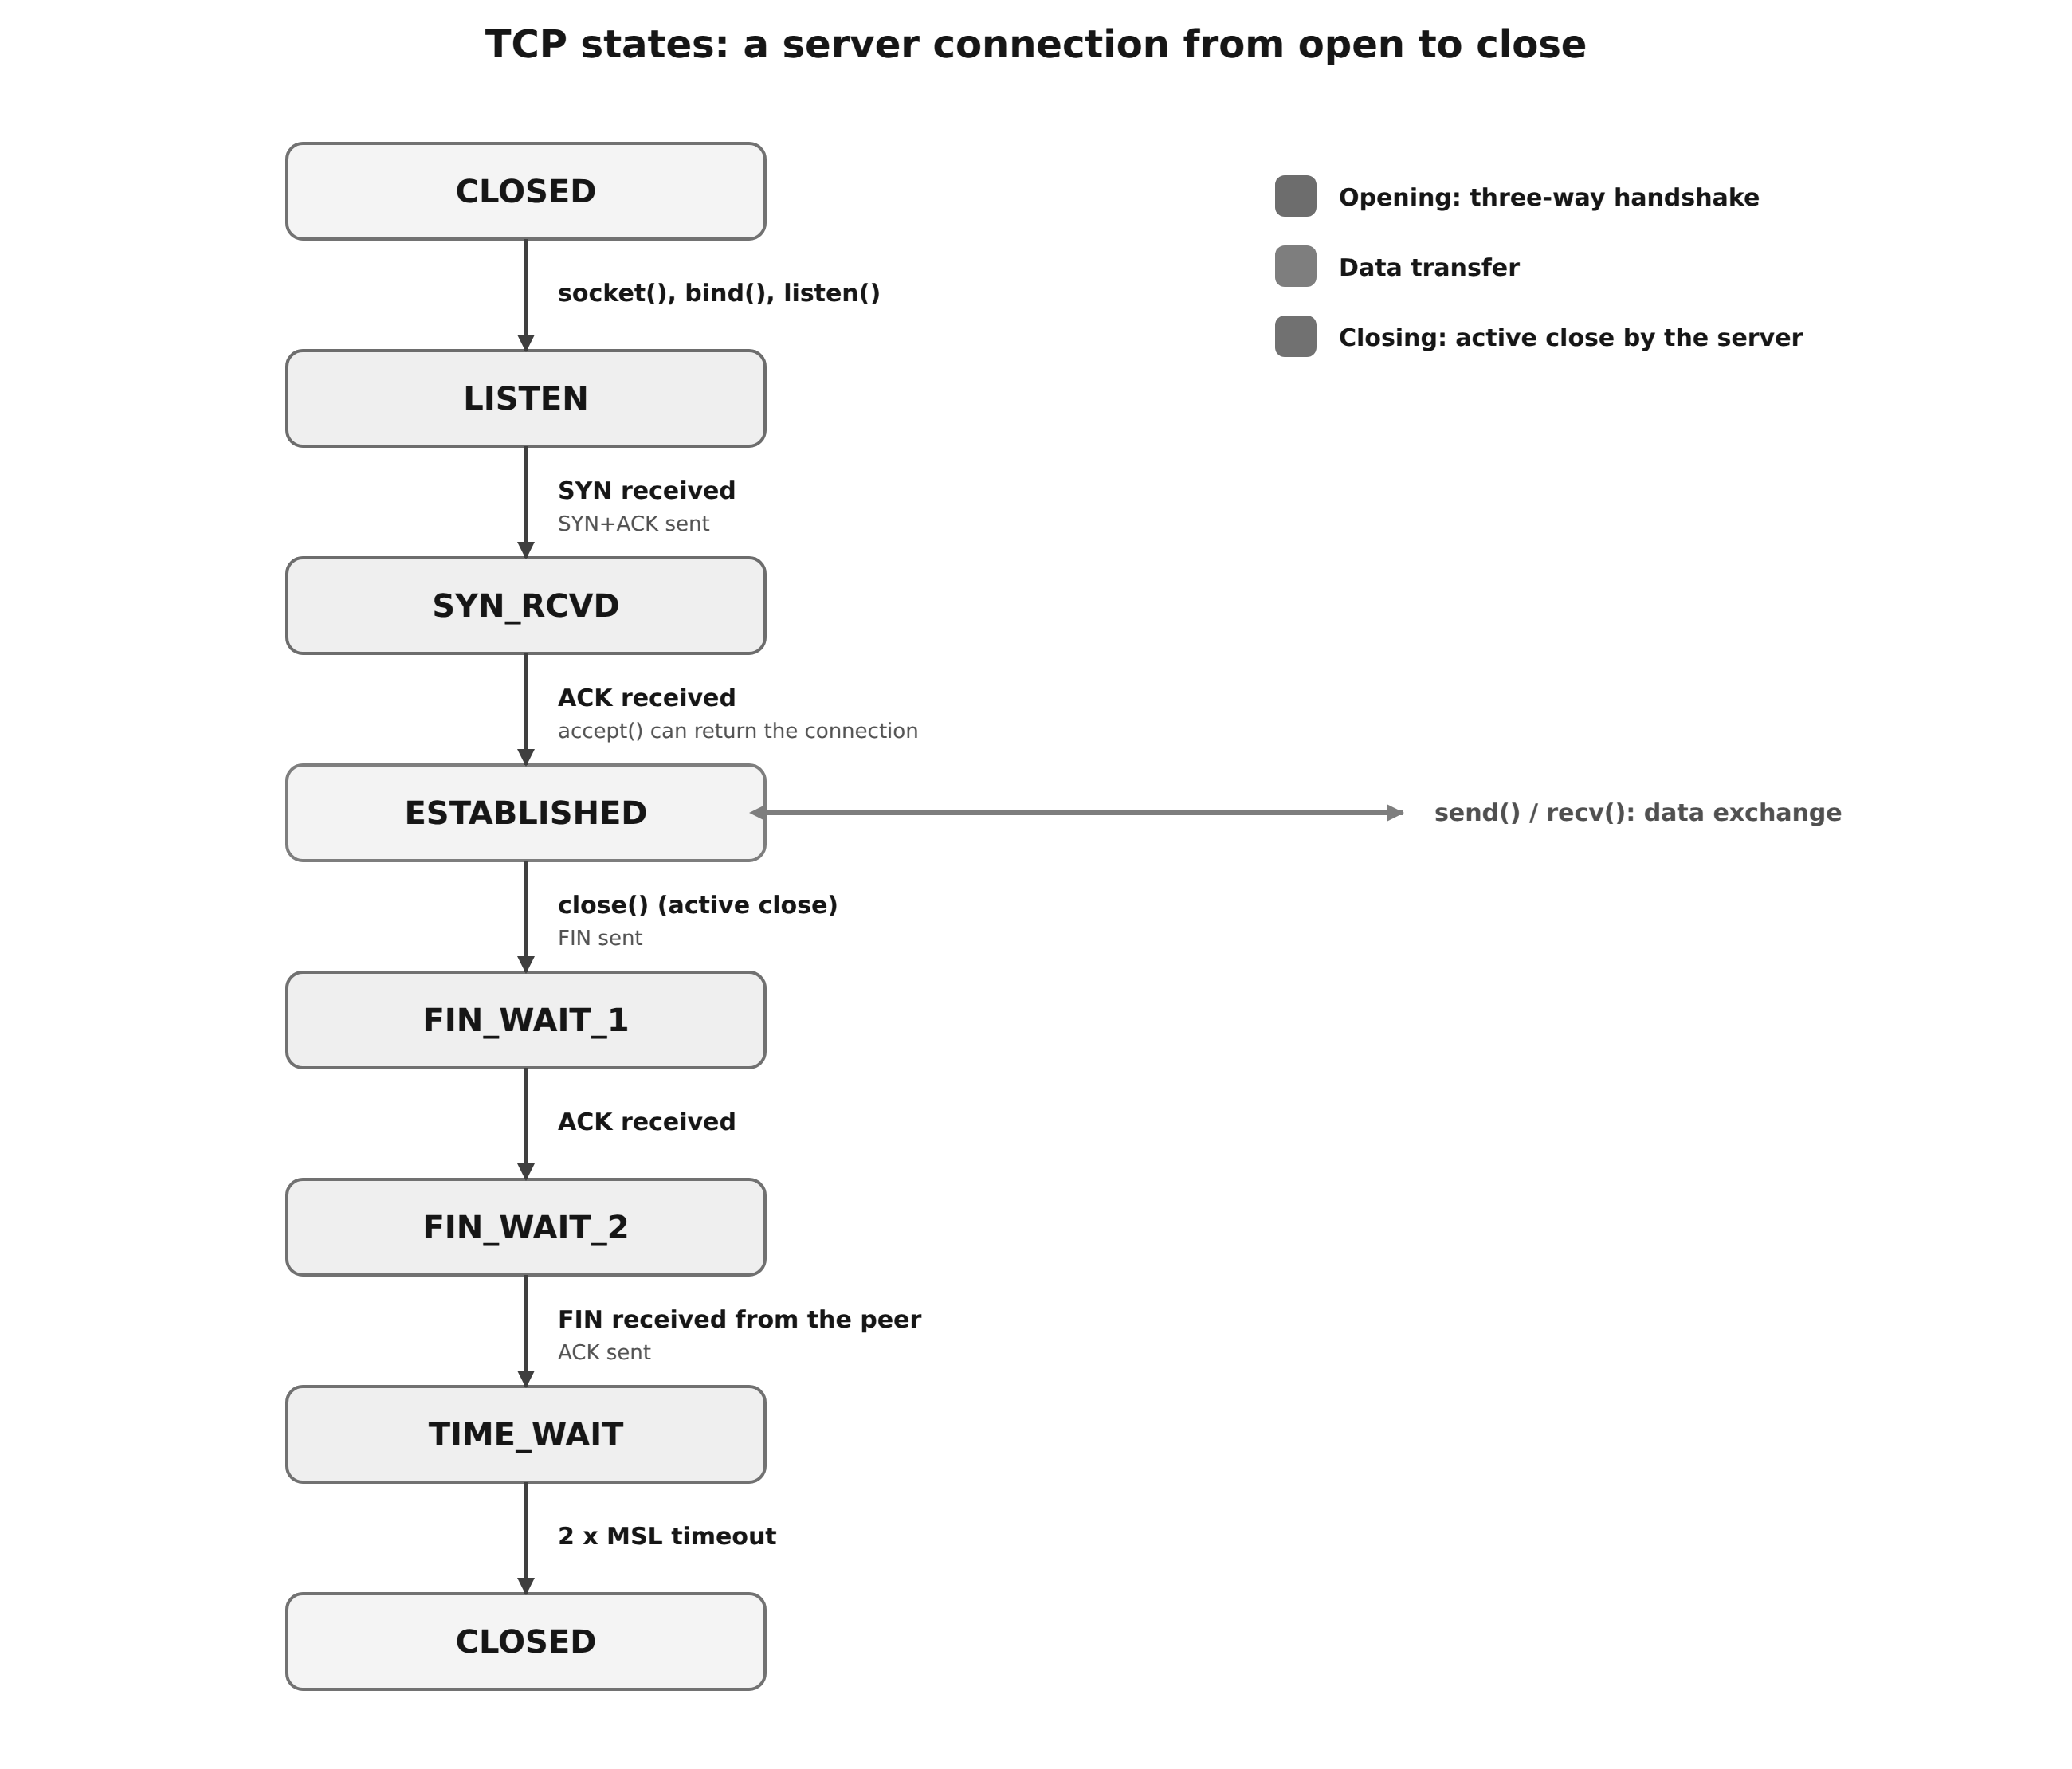 TCP states: a server connection from open to close
CLOSED
Opening: three-way handshake
Data transfer
Closing: active close by the server
socket(), bind(), listen()
LISTEN
SYN received
SYN+ACK sent
SYN_RCVD
ACK received
accept() can return the connection
ESTABLISHED
send() / recv(): data exchange
close() (active close)
FIN sent
FIN_WAIT_1
ACK received
FIN_WAIT_2
FIN received from the peer
ACK sent
TIME_WAIT
2 x MSL timeout
CLOSED